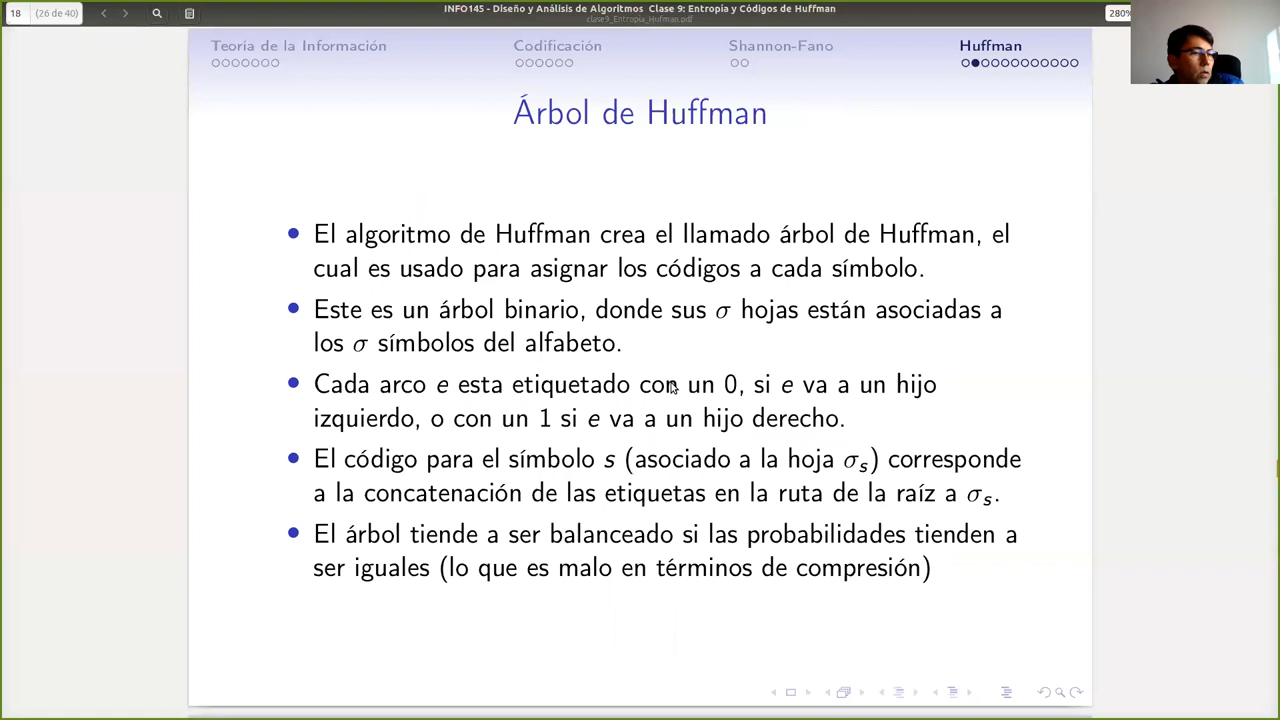 18 (26 de 40)
INFO145 - Diseño y Análisis de Algoritmos Clase 9: Entropía y Códigos de Huffman
clase9_Entropia_Hufman.pdf
280%
Teoría de la Información Codificación Shannon-Fano Huffman
Árbol de Huffman
El algoritmo de Huffman crea el llamado árbol de Huffman, el
cual es usado para asignar los códigos a cada símbolo.
Este es un árbol binario, donde sus σ hojas están asociadas a
los σ símbolos del alfabeto.
Cada arco e esta etiquetado con un 0, si e va a un hijo
izquierdo, o con un 1 si e va a un hijo derecho.
El código para el símbolo s (asociado a la hoja σₛ) corresponde
a la concatenación de las etiquetas en la ruta de la raíz a σₛ.
El árbol tiende a ser balanceado si las probabilidades tienden a
ser iguales (lo que es malo en términos de compresión)